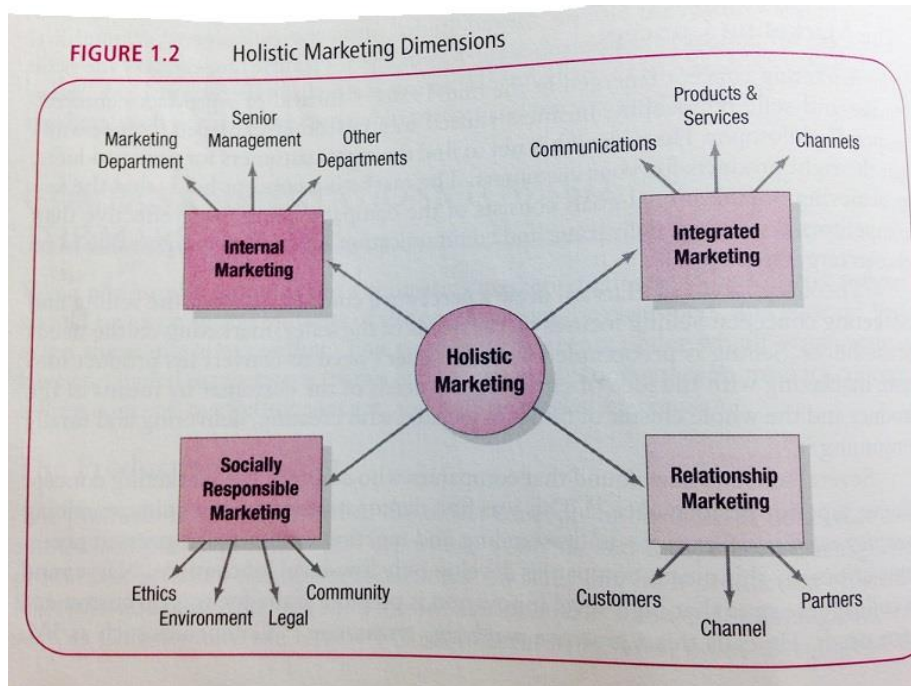 FIGURE 1.2 Holistic Marketing Dimensions
Marketing
Department
Senior
Management
Other
Departments
Internal
Marketing
Communications
Products &
Services
Channels
Integrated
Marketing
Holistic
Marketing
Socially
Responsible
Marketing
Ethics
Environment
Legal
Community
Relationship
Marketing
Customers
Channel
Partners